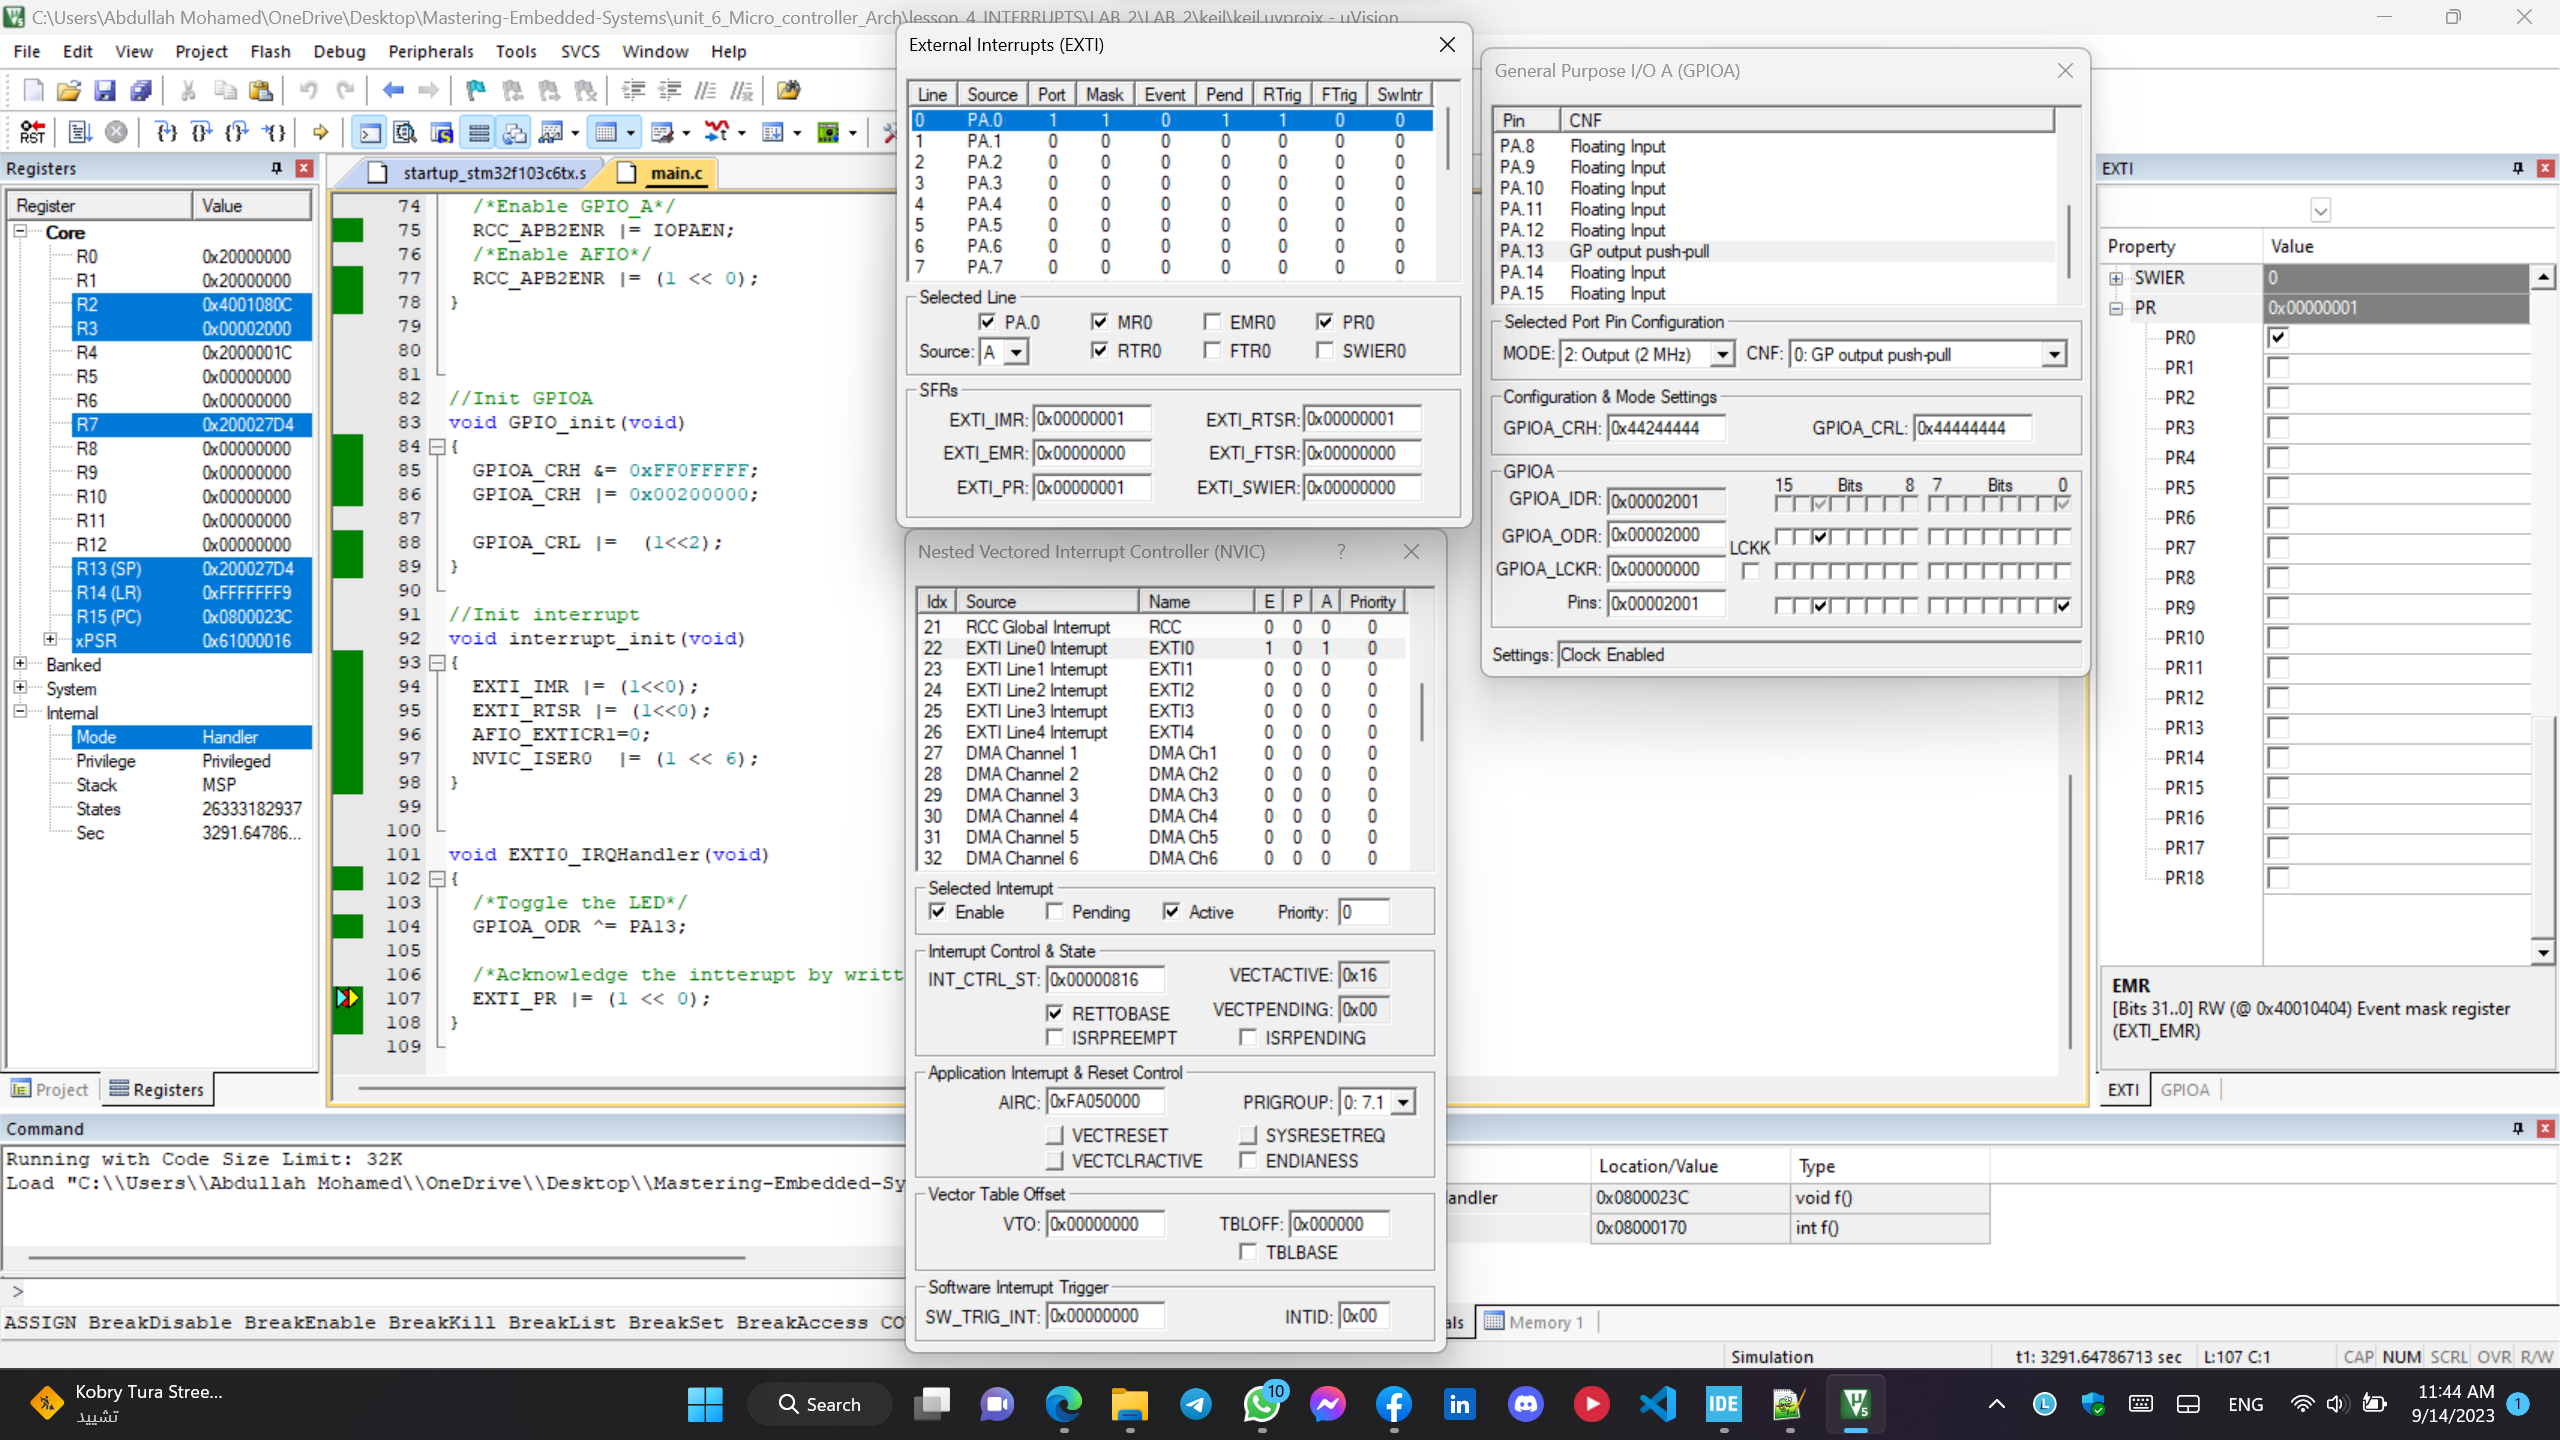 C:\Users\Abdullah Mohamed\OneDrive\Desktop\Mastering-Embedded-Systems\unit_6_Micro_controller_Arch\lesson_4_INTERRUPTS\LAB_2\LAB_2\keil\keil.uvprojx - µVision
File Edit View Project Flash Debug Peripherals Tools SVCS Window Help
Registers
Register Value
Core
R0 0x20000000
R1 0x20000000
R2 0x4001080C
R3 0x00002000
R4 0x2000001C
R5 0x00000000
R6 0x00000000
R7 0x200027D4
R8 0x00000000
R9 0x00000000
R10 0x00000000
R11 0x00000000
R12 0x00000000
R13 (SP) 0x200027D4
R14 (LR) 0xFFFFFFF9
R15 (PC) 0x0800023C
xPSR 0x61000016
Banked
System
Internal
Mode Handler
Privilege Privileged
Stack MSP
States 26333182937
Sec 3291.64786...
Project Registers
startup_stm32f103c6tx.s main.c
74 /*Enable GPIO_A*/
75 RCC_APB2ENR |= IOPAEN;
76 /*Enable AFIO*/
77 RCC_APB2ENR |= (1 << 0);
78 }
79
80
81
82 //Init GPIOA
83 void GPIO_init(void)
84 {
85 GPIOA_CRH &= 0xFF0FFFFF;
86 GPIOA_CRH |= 0x00200000;
87
88 GPIOA_CRL |= (1<<2);
89 }
90
91 //Init interrupt
92 void interrupt_init(void)
93 {
94 EXTI_IMR |= (1<<0);
95 EXTI_RTSR |= (1<<0);
96 AFIO_EXTICR1=0;
97 NVIC_ISER0 |= (1 << 6);
98 }
99
100
101 void EXTI0_IRQHandler(void)
102 {
103 /*Toggle the LED*/
104 GPIOA_ODR ^= PA13;
105
106 /*Acknowledge the intterupt by writt
107 EXTI_PR |= (1 << 0);
108 }
109
External Interrupts (EXTI)
Line Source Port Mask Event Pend RTrig FTrig SwIntr
0 PA.0 1 1 0 1 1 0 0
1 PA.1 0 0 0 0 0 0 0
2 PA.2 0 0 0 0 0 0 0
3 PA.3 0 0 0 0 0 0 0
4 PA.4 0 0 0 0 0 0 0
5 PA.5 0 0 0 0 0 0 0
6 PA.6 0 0 0 0 0 0 0
7 PA.7 0 0 0 0 0 0 0
Selected Line
PA.0 MR0 EMR0 PR0
Source: A RTR0 FTR0 SWIER0
SFRs
EXTI_IMR: 0x00000001 EXTI_RTSR: 0x00000001
EXTI_EMR: 0x00000000 EXTI_FTSR: 0x00000000
EXTI_PR: 0x00000001 EXTI_SWIER: 0x00000000
Nested Vectored Interrupt Controller (NVIC) ?
Idx Source Name E P A Priority
21 RCC Global Interrupt RCC 0 0 0 0
22 EXTI Line0 Interrupt EXTI0 1 0 1 0
23 EXTI Line1 Interrupt EXTI1 0 0 0 0
24 EXTI Line2 Interrupt EXTI2 0 0 0 0
25 EXTI Line3 Interrupt EXTI3 0 0 0 0
26 EXTI Line4 Interrupt EXTI4 0 0 0 0
27 DMA Channel 1 DMA Ch1 0 0 0 0
28 DMA Channel 2 DMA Ch2 0 0 0 0
29 DMA Channel 3 DMA Ch3 0 0 0 0
30 DMA Channel 4 DMA Ch4 0 0 0 0
31 DMA Channel 5 DMA Ch5 0 0 0 0
32 DMA Channel 6 DMA Ch6 0 0 0 0
Selected Interrupt
Enable Pending Active Priority: 0
Interrupt Control & State
INT_CTRL_ST: 0x00000816 VECTACTIVE: 0x16
RETTOBASE VECTPENDING: 0x00
ISRPREEMPT ISRPENDING
Application Interrupt & Reset Control
AIRC: 0xFA050000 PRIGROUP: 0: 7.1
VECTRESET SYSRESETREQ
VECTCLRACTIVE ENDIANESS
Vector Table Offset
VTO: 0x00000000 TBLOFF: 0x000000
TBLBASE
Software Interrupt Trigger
SW_TRIG_INT: 0x00000000 INTID: 0x00
General Purpose I/O A (GPIOA)
Pin CNF
PA.8 Floating Input
PA.9 Floating Input
PA.10 Floating Input
PA.11 Floating Input
PA.12 Floating Input
PA.13 GP output push-pull
PA.14 Floating Input
PA.15 Floating Input
Selected Port Pin Configuration
MODE: 2: Output (2 MHz) CNF: 0: GP output push-pull
Configuration & Mode Settings
GPIOA_CRH: 0x44244444 GPIOA_CRL: 0x44444444
GPIOA
15 Bits 8 7 Bits 0
GPIOA_IDR: 0x00002001
GPIOA_ODR: 0x00002000
LCKK
GPIOA_LCKR: 0x00000000
Pins: 0x00002001
Settings: Clock Enabled
EXTI
Property Value
SWIER 0
PR 0x00000001
PR0
PR1
PR2
PR3
PR4
PR5
PR6
PR7
PR8
PR9
PR10
PR11
PR12
PR13
PR14
PR15
PR16
PR17
PR18
EMR
[Bits 31..0] RW (@ 0x40010404) Event mask register
(EXTI_EMR)
EXTI GPIOA
Command
Running with Code Size Limit: 32K
Load "C:\\Users\\Abdullah Mohamed\\OneDrive\\Desktop\\Mastering-Embedded-Sy
>
ASSIGN BreakDisable BreakEnable BreakKill BreakList BreakSet BreakAccess CO
Location/Value Type
andler 0x0800023C void f()
0x08000170 int f()
als Memory 1
Simulation t1: 3291.64786713 sec L:107 C:1 CAP NUM SCRL OVR R/W
Kobry Tura Stree...
تشييد
Search
10
IDE
ENG
11:44 AM
9/14/2023
1